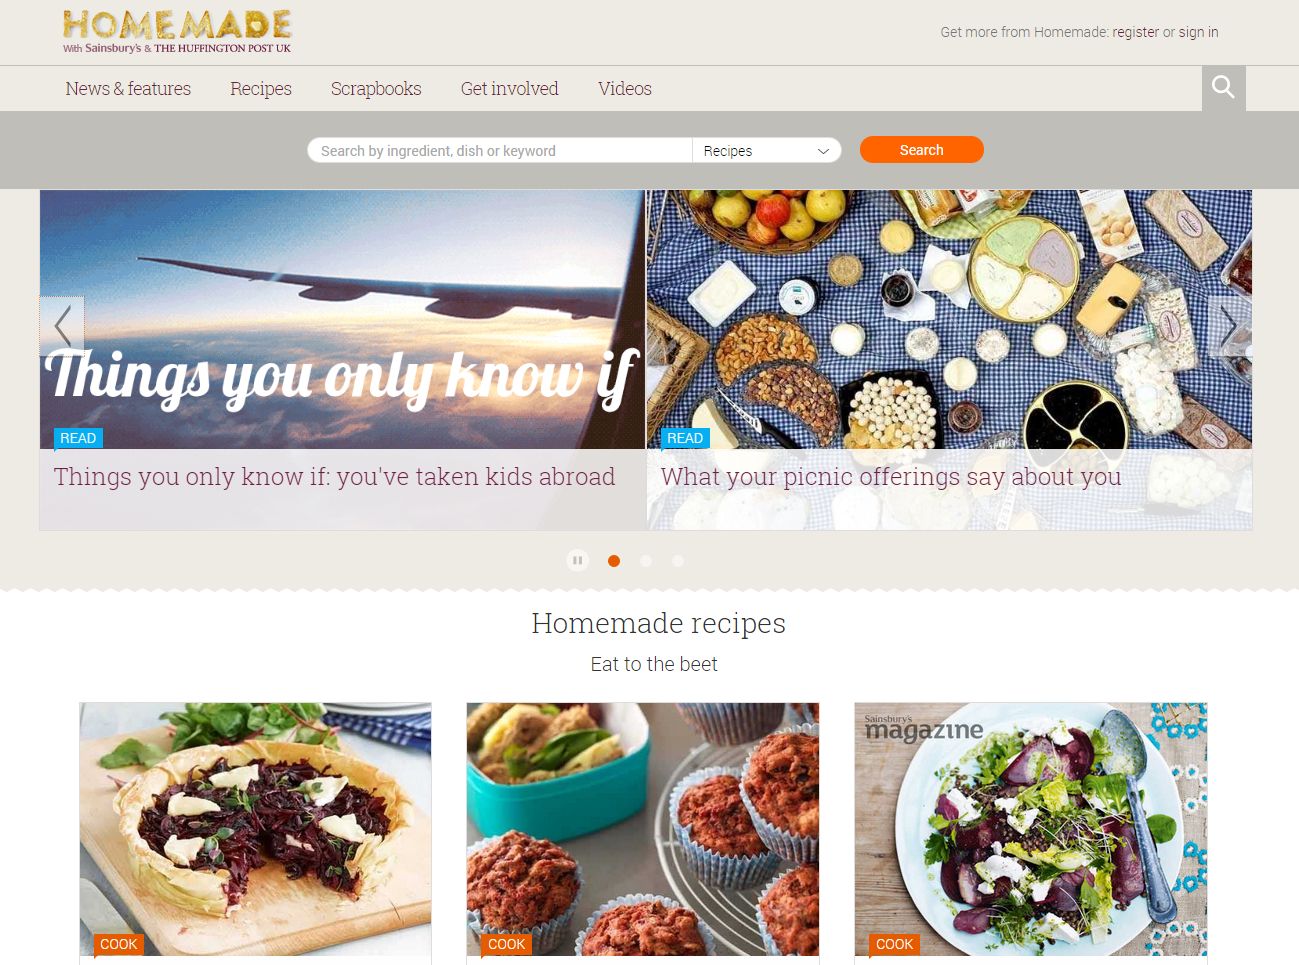 HOMEMADE
With Sainsbury's & THE HUFFINGTON POST UK
Get more from Homemade: register or sign in
News & features Recipes Scrapbooks Get involved Videos
Search by ingredient, dish or keyword Recipes Search
Things you only know if
READ
Things you only know if: you've taken kids abroad
READ
What your picnic offerings say about you
Homemade recipes
Eat to the beet
Sainsbury's
magazine
COOK
COOK
COOK